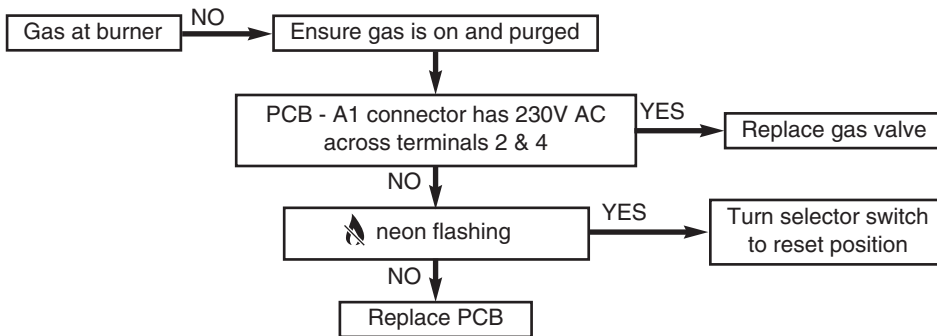 Gas at burner
NO
Ensure gas is on and purged
PCB - A1 connector has 230V AC
across terminals 2 & 4
YES
Replace gas valve
NO
neon flashing
YES
Turn selector switch
to reset position
NO
Replace PCB